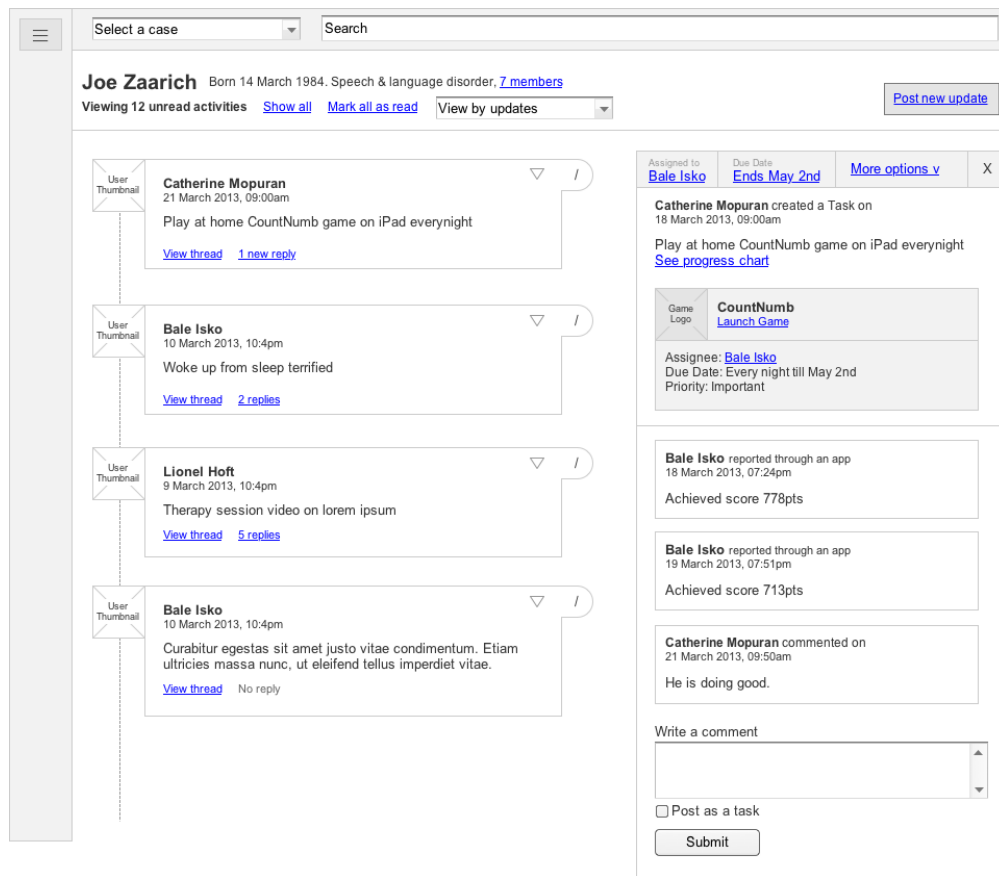 Select a case
Search
Joe Zaarich Born 14 March 1984. Speech & language disorder, 7 members
Viewing 12 unread activities Show all Mark all as read View by updates
Post new update
User
Thumbnail
Catherine Mopuran
21 March 2013, 09:00am
Play at home CountNumb game on iPad everynight
View thread 1 new reply
/
User
Thumbnail
Bale Isko
10 March 2013, 10:4pm
Woke up from sleep terrified
View thread 2 replies
/
User
Thumbnail
Lionel Hoft
9 March 2013, 10:4pm
Therapy session video on lorem ipsum
View thread 5 replies
/
User
Thumbnail
Bale Isko
10 March 2013, 10:4pm
Curabitur egestas sit amet justo vitae condimentum. Etiam
ultricies massa nunc, ut eleifend tellus imperdiet vitae.
View thread No reply
/
Assigned to
Bale Isko
Due Date
Ends May 2nd
More options v
X
Catherine Mopuran created a Task on
18 March 2013, 09:00am
Play at home CountNumb game on iPad everynight
See progress chart
Game
Logo
CountNumb
Launch Game
Assignee: Bale Isko
Due Date: Every night till May 2nd
Priority: Important
Bale Isko reported through an app
18 March 2013, 07:24pm
Achieved score 778pts
Bale Isko reported through an app
19 March 2013, 07:51pm
Achieved score 713pts
Catherine Mopuran commented on
21 March 2013, 09:50am
He is doing good.
Write a comment
Post as a task
Submit